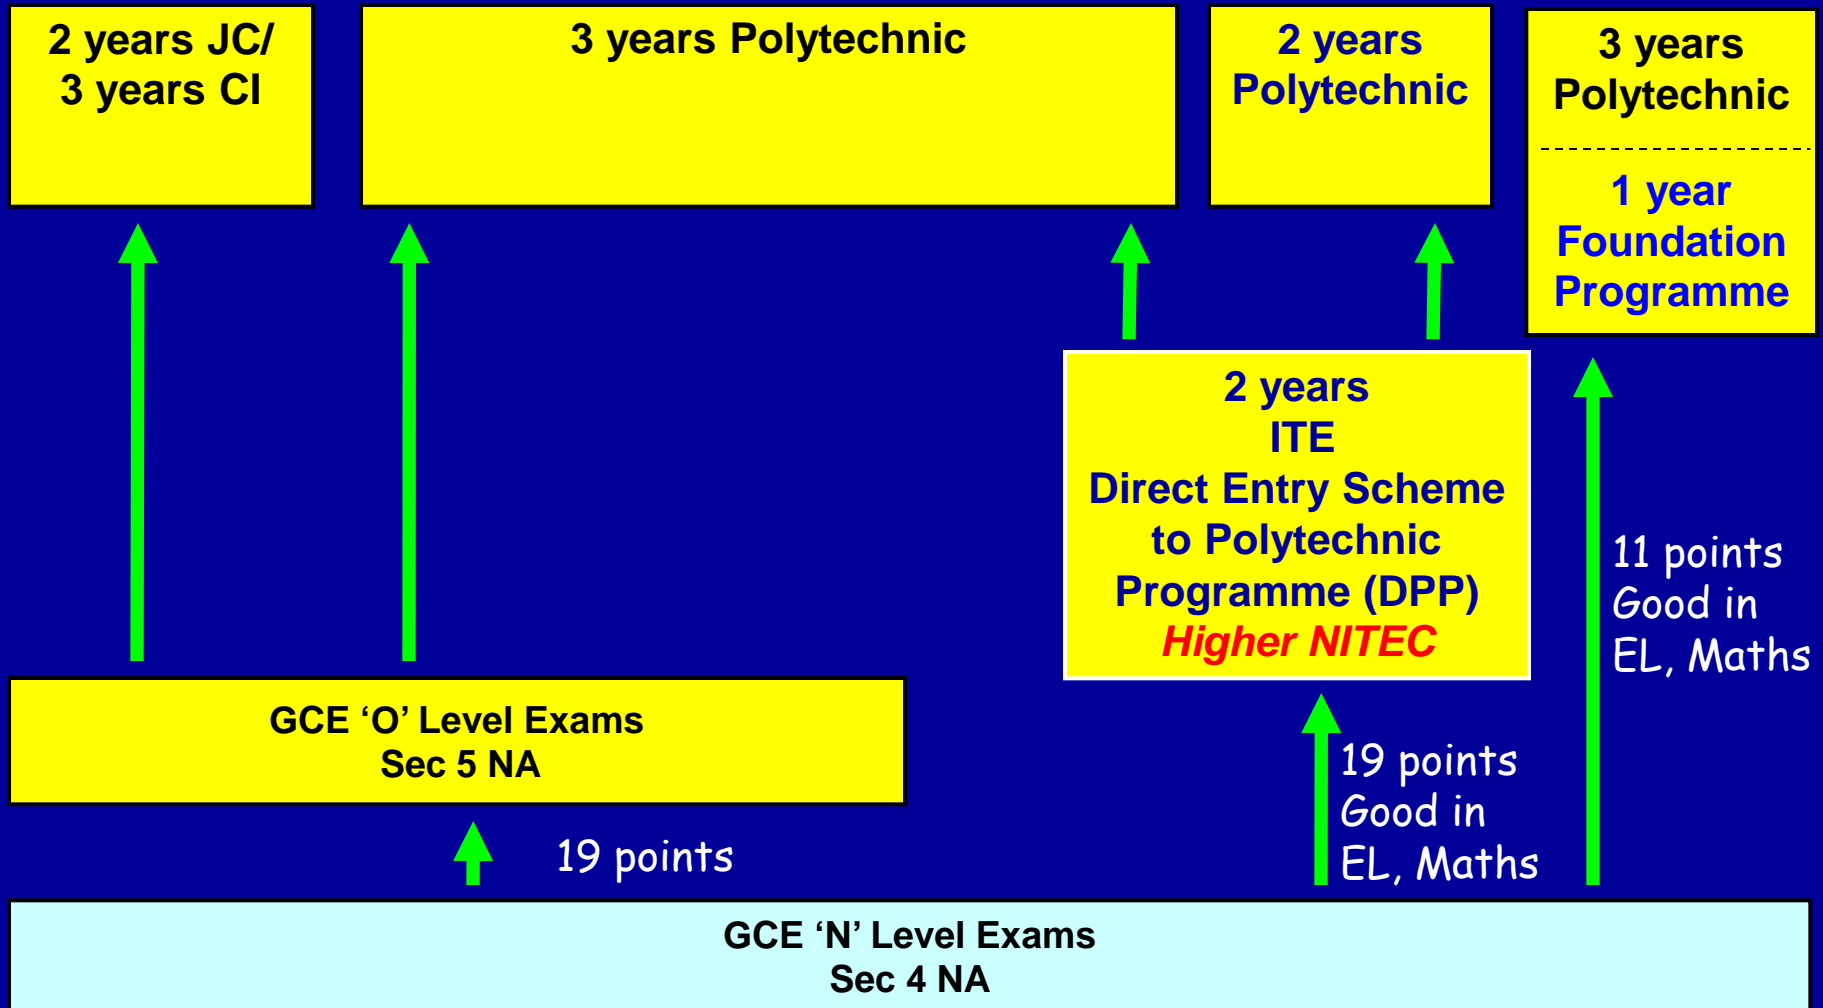 2 years JC/
3 years CI
3 years Polytechnic
2 years
Polytechnic
3 years
Polytechnic
1 year
Foundation
Programme
2 years
ITE
Direct Entry Scheme
to Polytechnic
Programme (DPP)
Higher NITEC
11 points
Good in
EL, Maths
GCE ‘O’ Level Exams
Sec 5 NA
19 points
19 points
Good in
EL, Maths
GCE ‘N’ Level Exams
Sec 4 NA